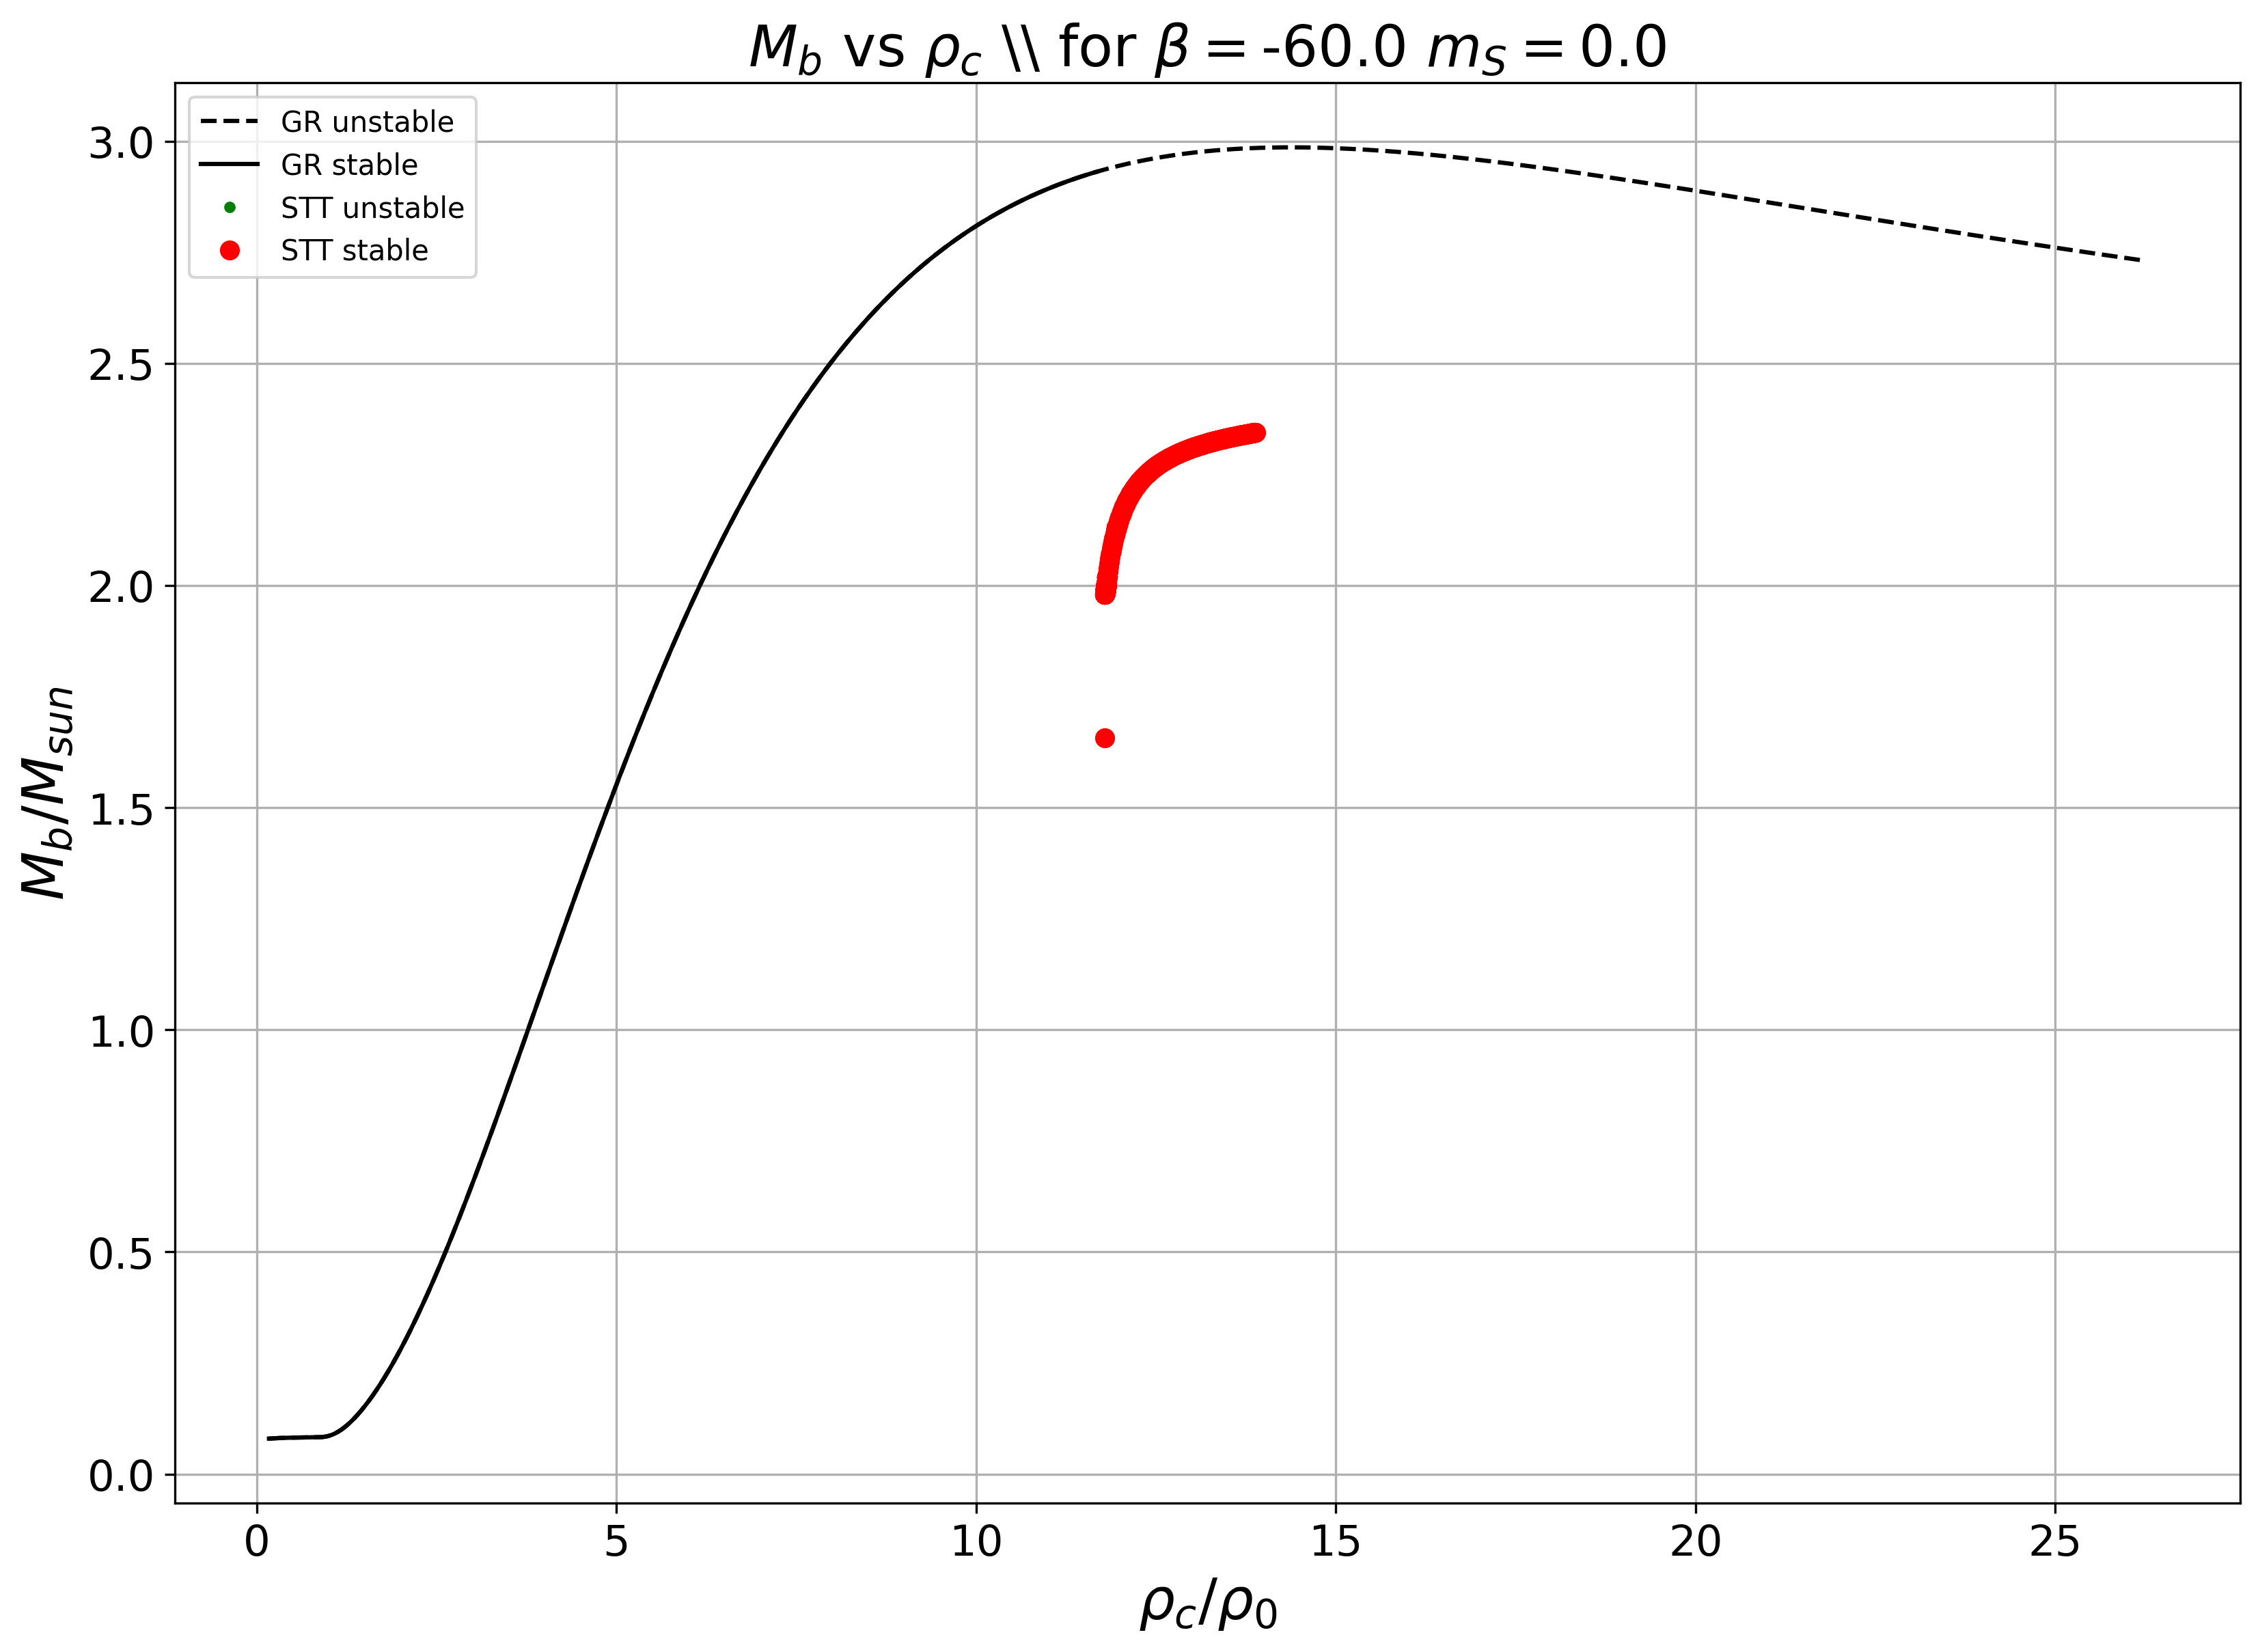 M_b vs ρ_c \\ for β = -60.0 m_S = 0.0
GR unstable
GR stable
STT unstable
STT stable
M_b/M_sun
3.0
2.5
2.0
1.5
1.0
0.5
0.0
0 5 10 15 20 25
ρ_c/ρ_0